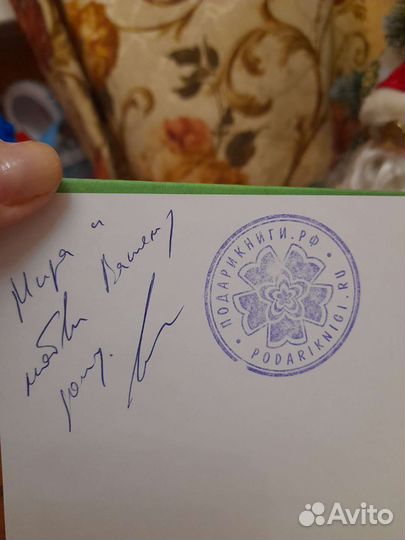 Мира и
любви Вашему
дому.
ПОДАРИКНИГИ.РФ
PODARIKNIGI.RU
Avito